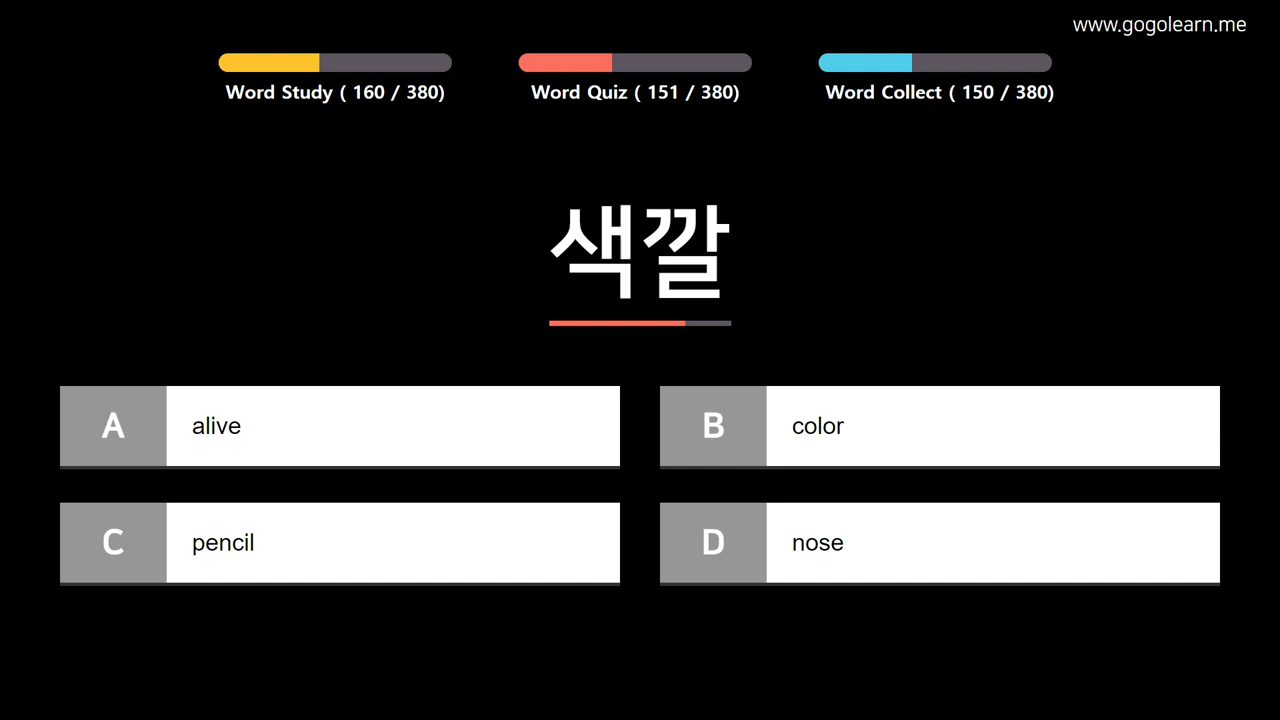 www.gogolearn.me
Word Study ( 160 / 380)
Word Quiz ( 151 / 380)
Word Collect ( 150 / 380)
색깔
A alive
B color
C pencil
D nose